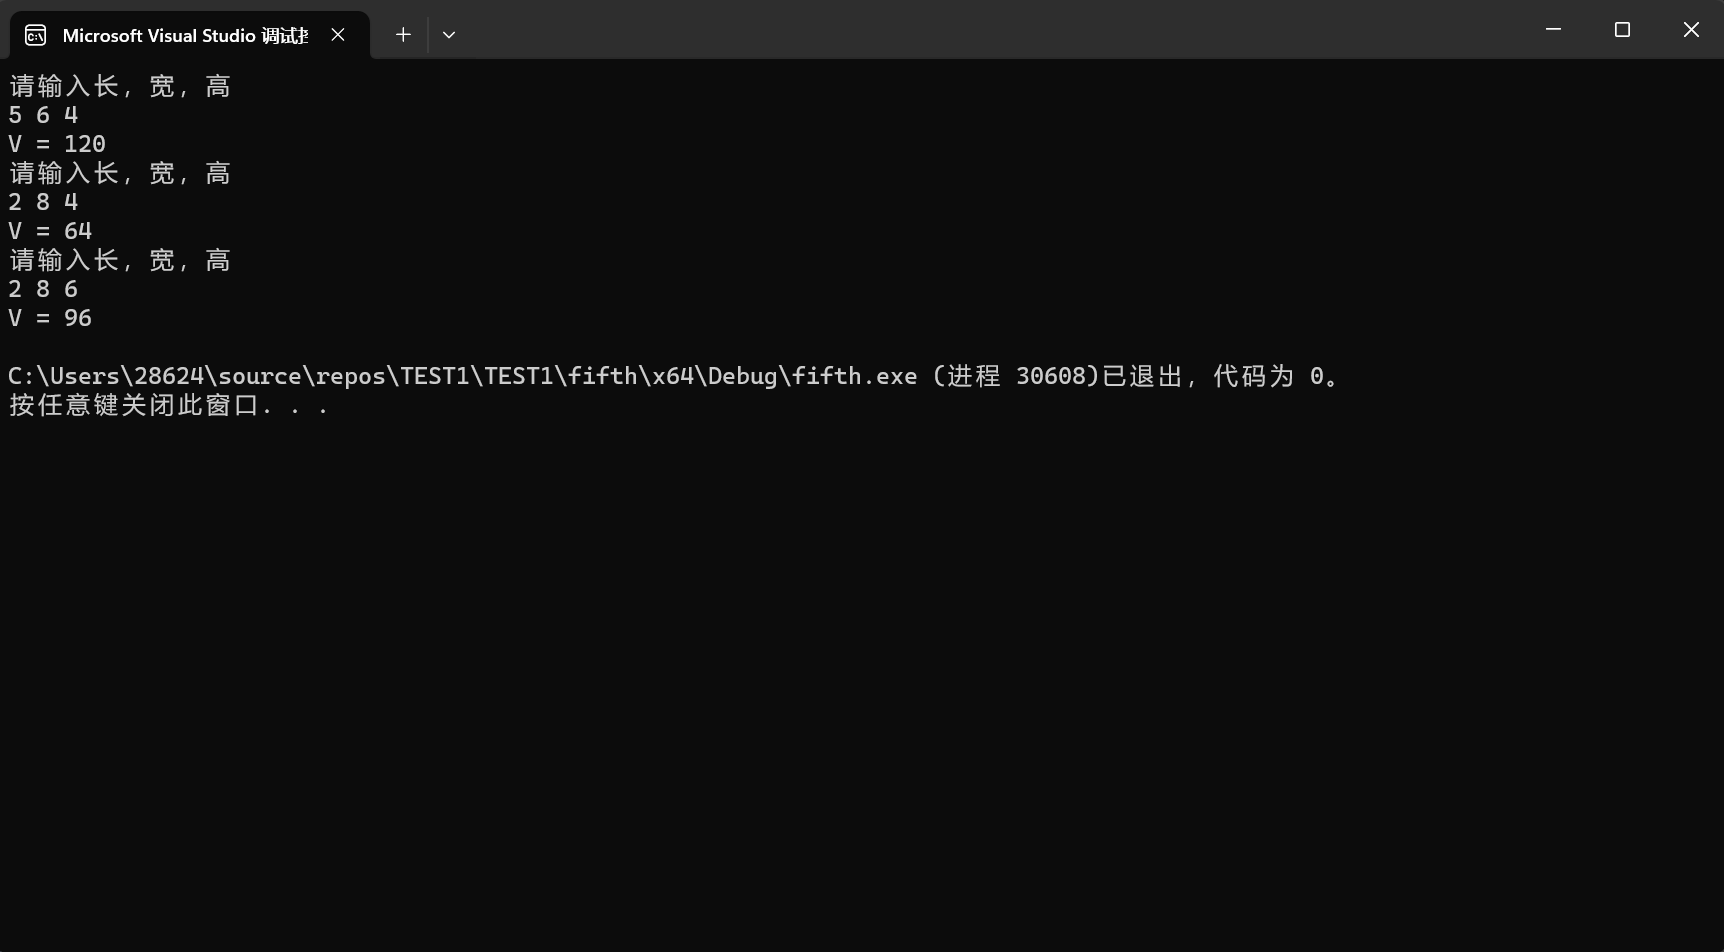 Microsoft Visual Studio 调试
请输入长，宽，高
5 6 4
V = 120
请输入长，宽，高
2 8 4
V = 64
请输入长，宽，高
2 8 6
V = 96
C:\Users\28624\source\repos\TEST1\TEST1\fifth\x64\Debug\fifth.exe (进程 30608)已退出，代码为 0。
按任意键关闭此窗口. . .